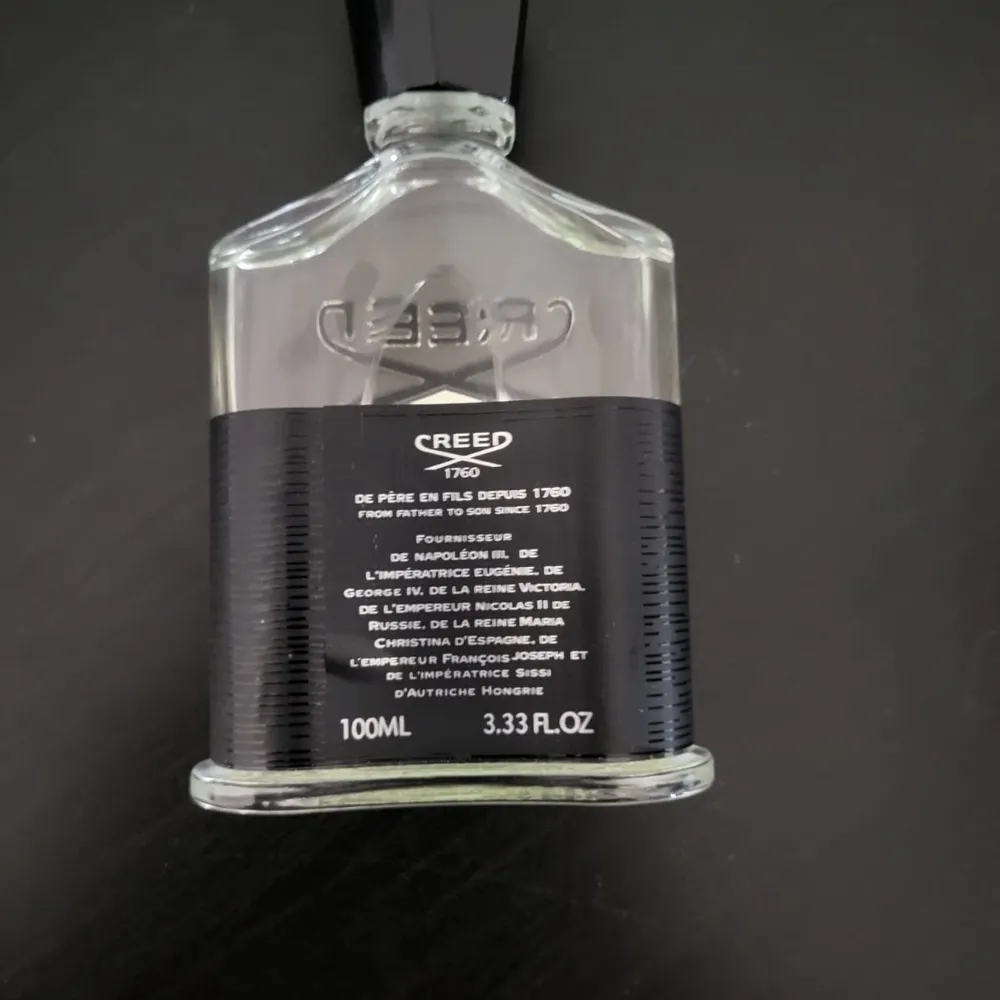 CREED
CREED
1760
DE PÈRE EN FILS DEPUIS 1760
FROM FATHER TO SON SINCE 1760
FOURNISSEUR
DE NAPOLÉON III, DE
L'IMPÉRATRICE EUGÉNIE, DE
GEORGE IV, DE LA REINE VICTORIA,
DE L'EMPEREUR NICOLAS II DE
RUSSIE, DE LA REINE MARIA
CHRISTINA D'ESPAGNE, DE
L'EMPEREUR FRANÇOIS JOSEPH ET
DE L'IMPÉRATRICE SISSI
D'AUTRICHE HONGRIE
100ML 3.33 FL.OZ